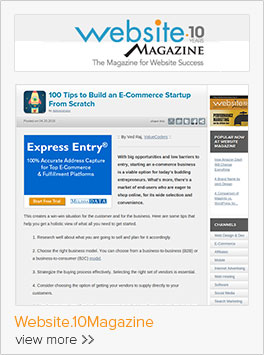 website 10
YEARS
MAGAZINE
The Magazine for Website Success
100 Tips to Build an E-Commerce Startup
From Scratch
Posted on
share this
| By Ved Raj, ValueCoders |
Express Entry®
100% Accurate Address Capture
for Top E-Commerce
& Fulfillment Platforms
Start Free Trial
MELISSA DATA
With big opportunities and low barriers to
entry, starting an e-commerce business
is a viable option for today's budding
entrepreneurs. What's more, there's a
market of end-users who are eager to
shop online, for its wide selection and
convenience.
This creates a win-win situation for the customer and for the business. Here are some tips that
help you get a holistic view of what all you need to get started.
1. Research well about what you are going to sell and plan for it accordingly.
2. Choose the right business model. You can choose from a business-to-business (B2B) or
a business-to-consumer (B2C) model.
3. Strategize the buying process effectively. Selecting the right set of vendors is essential.
4. Consider choosing the option of getting your vendors to supply directly to your
customers.
website
POPULAR NOW
AT WEBSITE
MAGAZINE
CHANNELS
Web Design & Dev
E-Commerce
Affiliates
Mobile
Internet Advertising
Web Hosting
Software
Social Media
Search Marketing
Website.10Magazine
view more >>